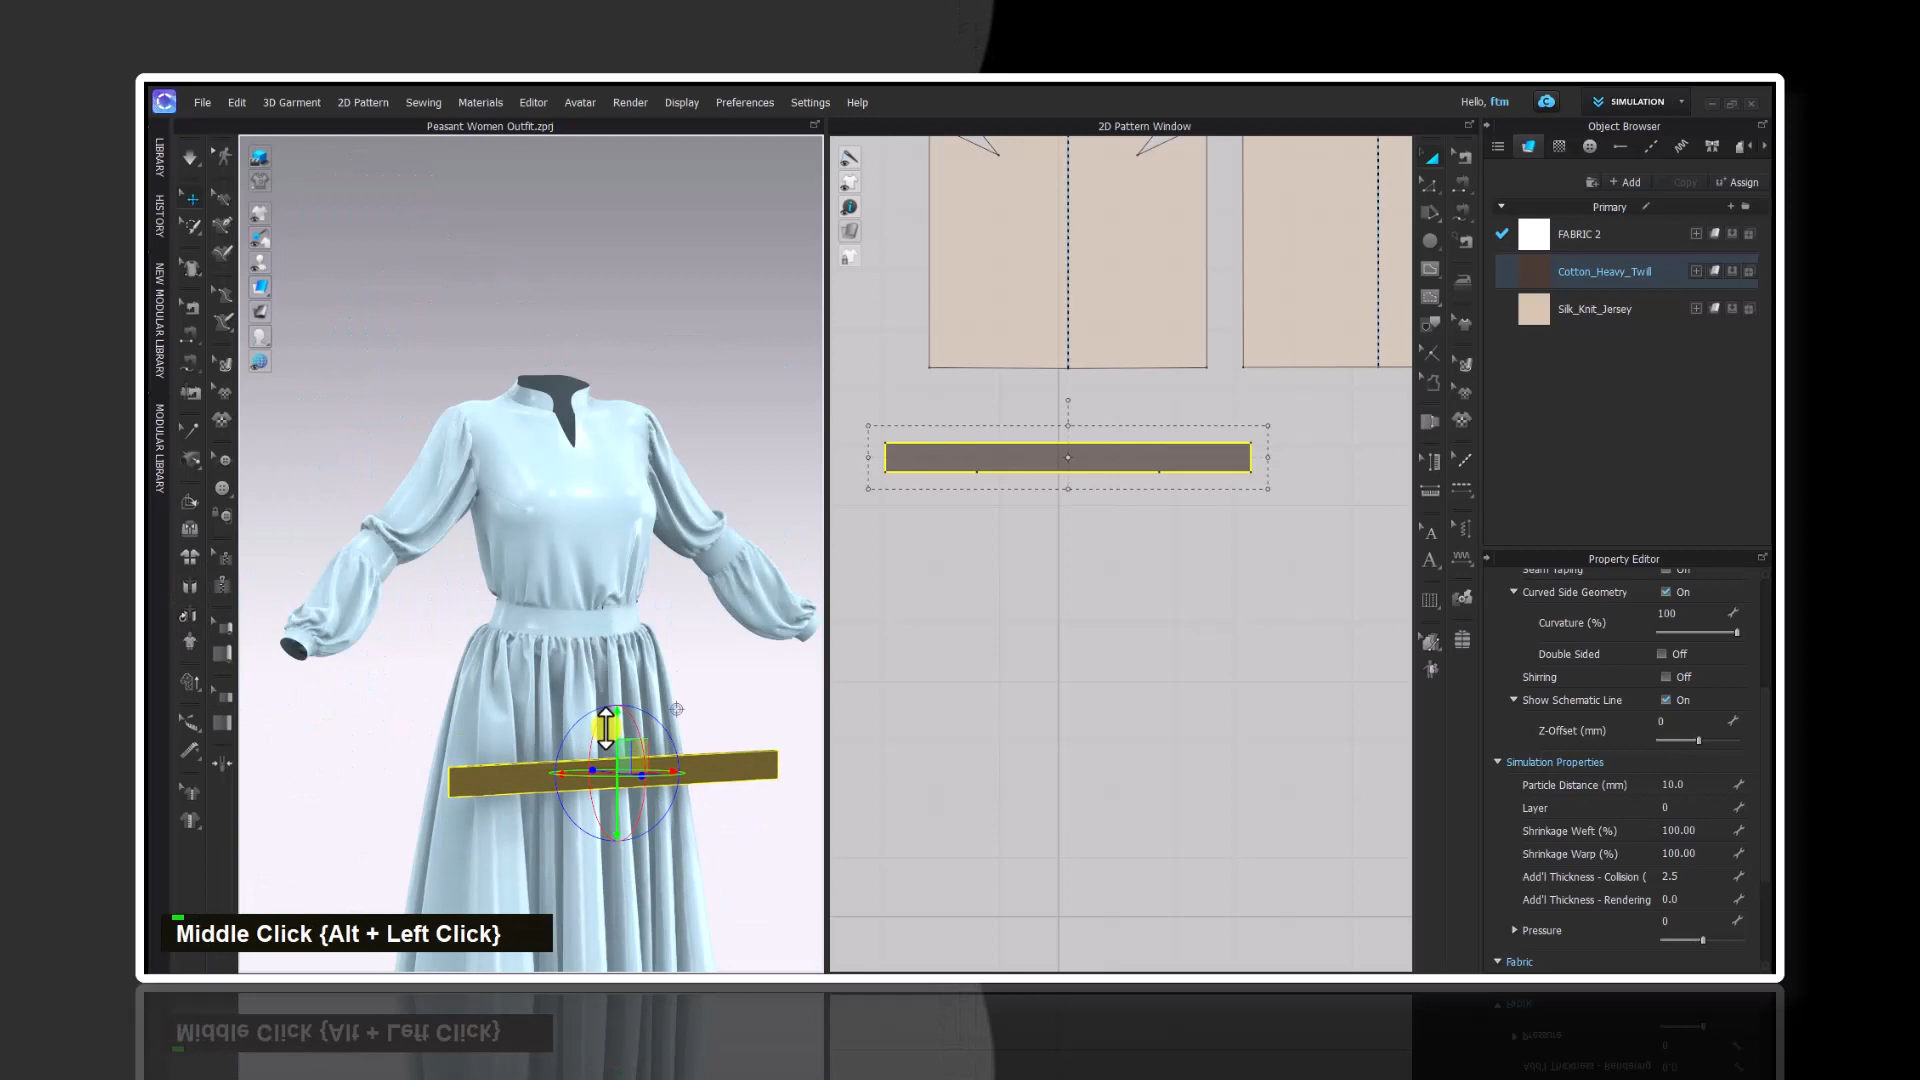 File Edit 3D Garment 2D Pattern Sewing Materials Editor Avatar Render Display Preferences Settings Help
Hello, ftm
SIMULATION
Peasant Women Outfit.zprj
2D Pattern Window
Object Browser
LIBRARY
HISTORY
NEW MODULAR LIBRARY
MODULAR LIBRARY
+ Add
Copy
Assign
Primary
FABRIC 2
Cotton_Heavy_Twill
Silk_Knit_Jersey
Property Editor
Seam Taping On
Curved Side Geometry On
Curvature (%) 100
Double Sided Off
Shirring Off
Show Schematic Line On
Z-Offset (mm) 0
Simulation Properties
Particle Distance (mm) 10.0
Layer 0
Shrinkage Weft (%) 100.00
Shrinkage Warp (%) 100.00
Add'l Thickness - Collision ( 2.5
Add'l Thickness - Rendering 0.0
Pressure 0
Fabric
Middle Click {Alt + Left Click}